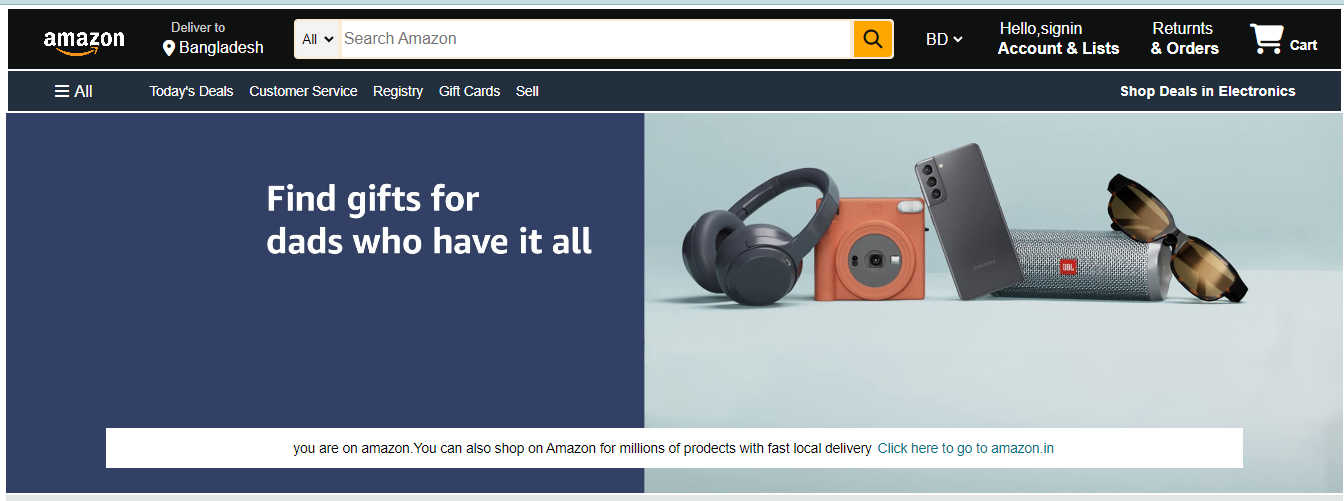 amazon
Deliver to
Bangladesh
All
Search Amazon
BD
Hello,signin
Account & Lists
Returnts
& Orders
Cart
All
Today's Deals
Customer Service
Registry
Gift Cards
Sell
Shop Deals in Electronics
Find gifts for
dads who have it all
SAMSUNG
JBL
you are on amazon.You can also shop on Amazon for millions of prodects with fast local delivery Click here to go to amazon.in